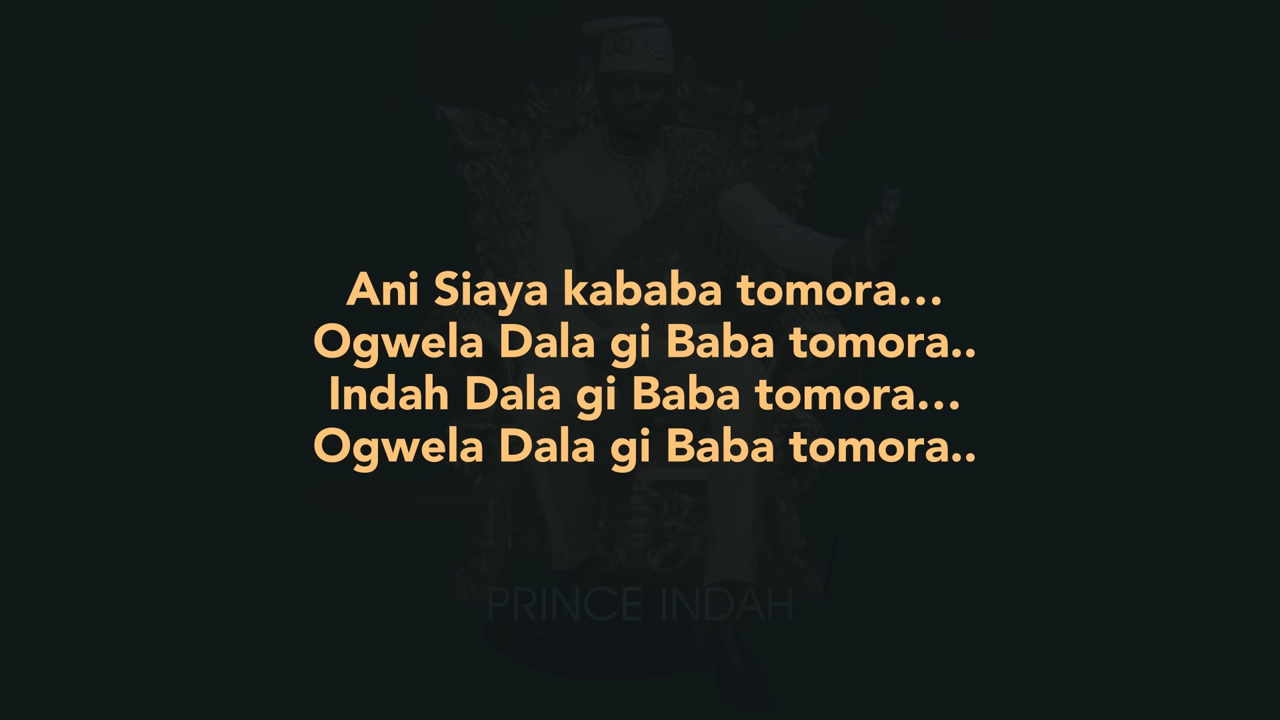 Ani Siaya kababa tomora...
Ogwela Dala gi Baba tomora..
Indah Dala gi Baba tomora...
Ogwela Dala gi Baba tomora..
PRINCE INDAH